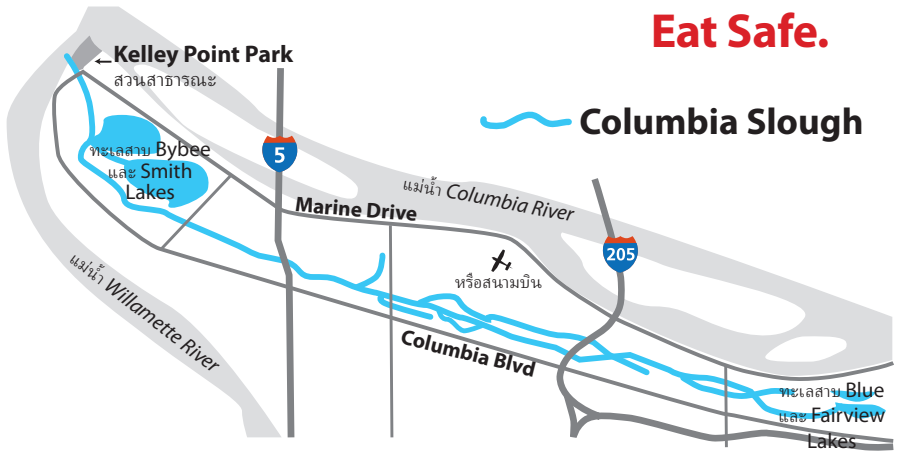 Eat Safe.
←Kelley Point Park
สวนสาธารณะ
Columbia Slough
5
ทะเลสาบ Bybee
และ Smith
Lakes
แม่น้ำ Columbia River
Marine Drive
205
หรือสนามบิน
แม่น้ำ Willamette River
Columbia Blvd
ทะเลสาบ Blue
และ Fairview
Lakes